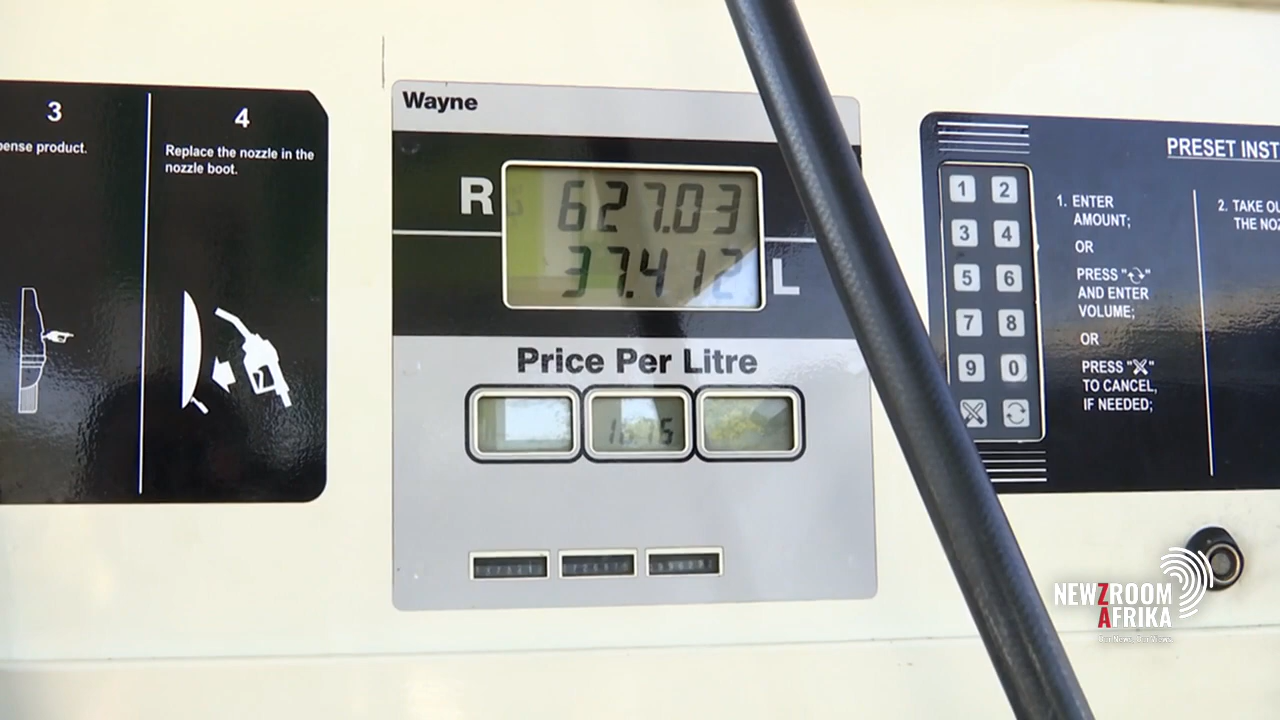 3
pense product.
4
Replace the nozzle in the
nozzle boot.
Wayne
R 627.03
37.412 L
Price Per Litre
1 2
3 4
5 6
7 8
9 0
PRESET INST
1. ENTER
AMOUNT;
OR
PRESS "
"
AND ENTER
VOLUME;
OR
PRESS "
"
TO CANCEL,
IF NEEDED;
2. TAKE OU
THE NOZ
NEWZROOM
AFRIKA